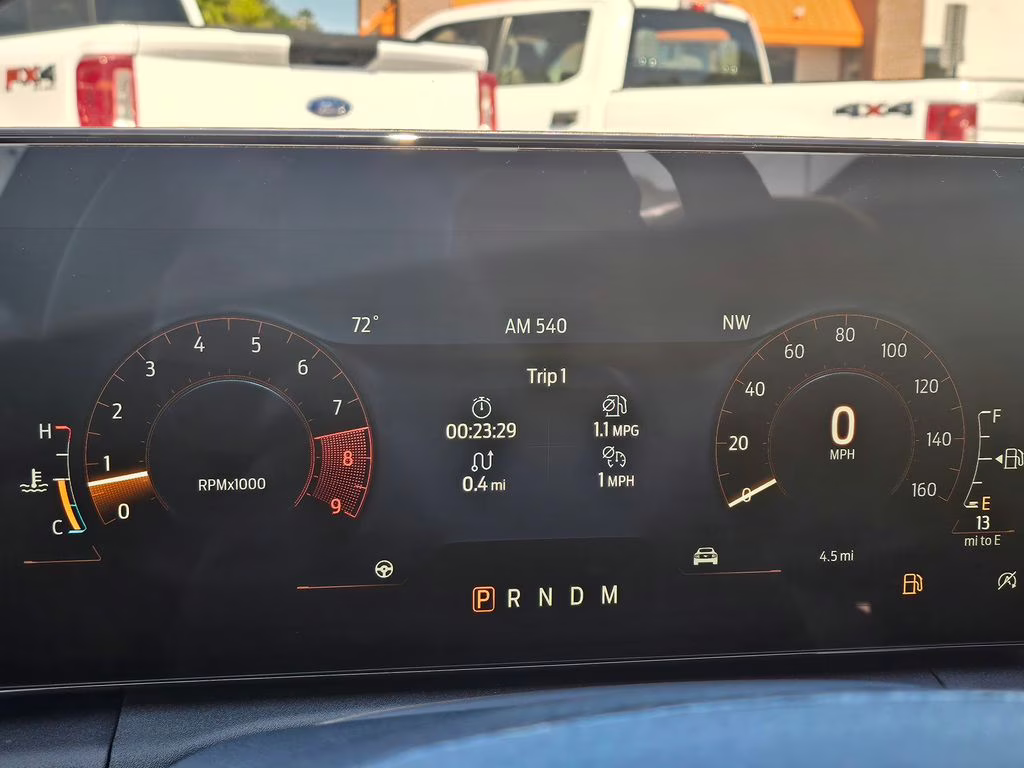 FX4
Ford
4x4
72°
AM 540
NW
Trip 1
00:23:29
1.1 MPG
0.4 mi
1 MPH
0
1
2
3
4
5
6
7
8
9
RPMx1000
H
C
0
20
40
60
80
100
120
140
160
0
MPH
F
E
13
mi to E
4.5 mi
P R N D M
A